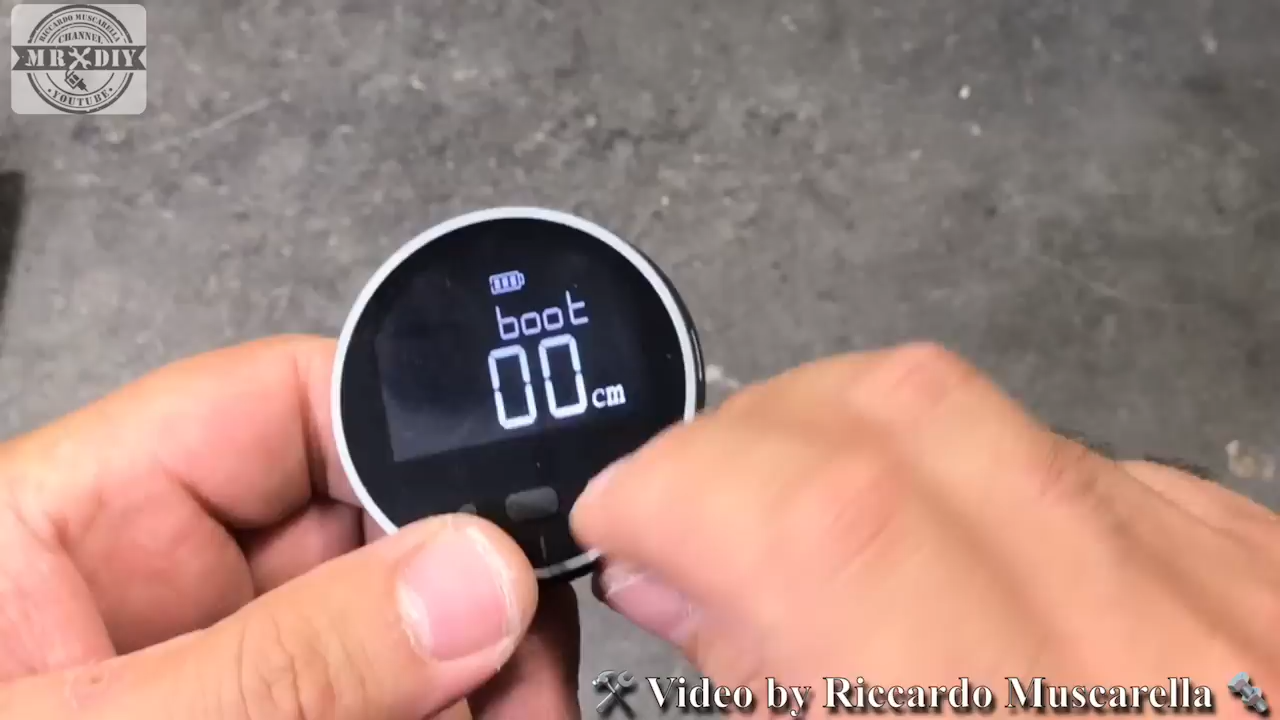 RICCARDO MUSCARELLA
CHANNEL
MR DIY
YOUTUBE
boot
00 cm
Video by Riccardo Muscarella